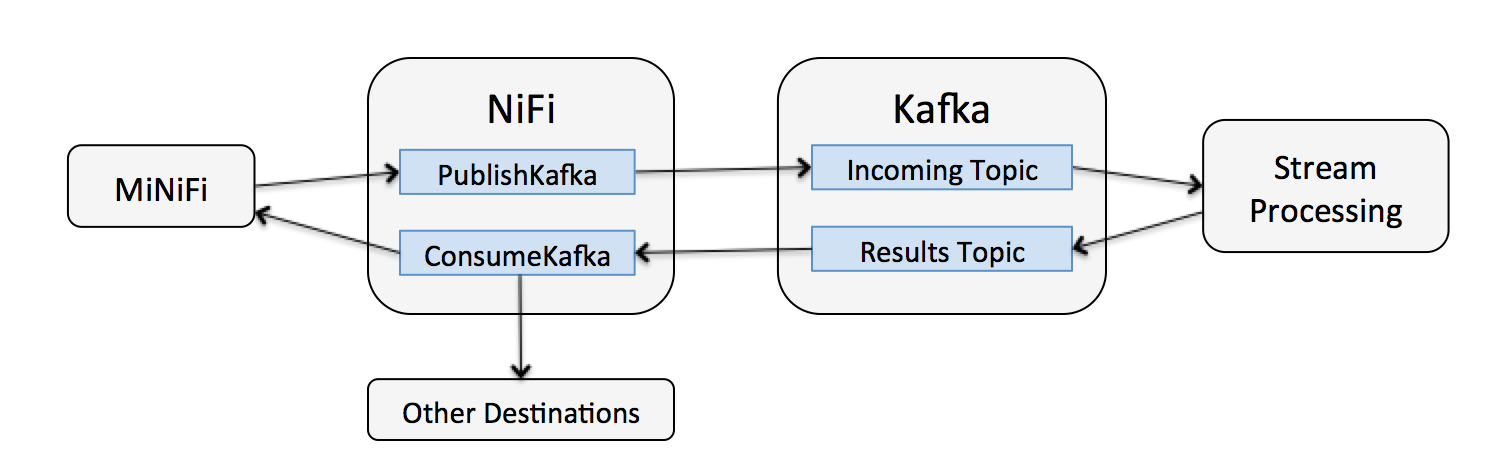 NiFi
Kafka
MiNiFi
PublishKafka
Incoming Topic
Stream
Processing
ConsumeKafka
Results Topic
Other Destinations